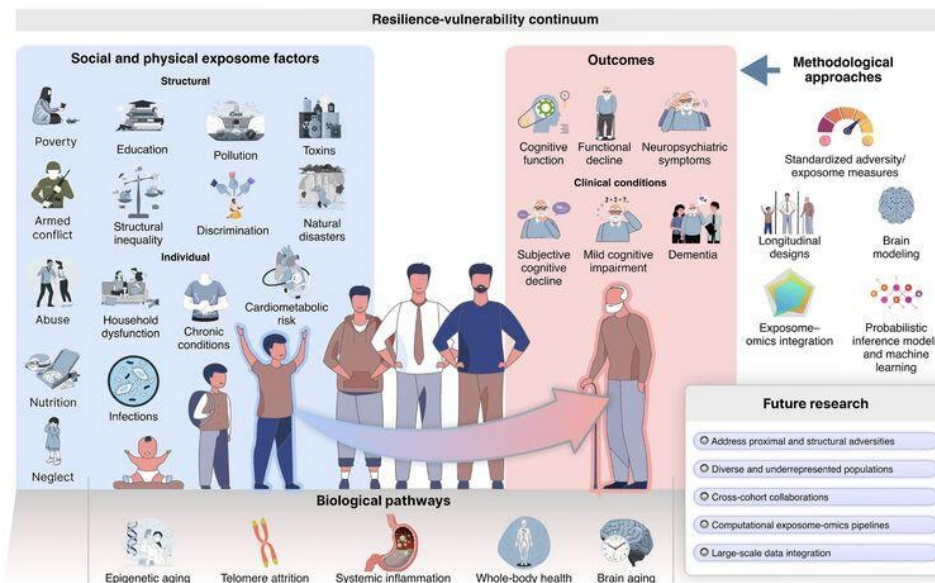 Resilience-vulnerability continuum
Social and physical exposome factors
Structural
Poverty
Education
Pollution
Toxins
Armed
conflict
Structural
inequality
Discrimination
Natural
disasters
Individual
Abuse
Household
dysfunction
Chronic
conditions
Cardiometabolic
risk
Nutrition
Infections
Neglect
Outcomes
Cognitive
function
Functional
decline
Neuropsychiatric
symptoms
Clinical conditions
Subjective
cognitive
decline
2 + 3 = ?
Mild cognitive
impairment
Dementia
Methodological
approaches
Standardized adversity/
exposome measures
Longitudinal
designs
Brain
modeling
Exposome–
omics integration
Probabilistic
inference model
and machine
learning
Future research
Address proximal and structural adversities
Diverse and underrepresented populations
Cross-cohort collaborations
Computational exposome-omics pipelines
Large-scale data integration
Biological pathways
Epigenetic aging
Telomere attrition
Systemic inflammation
Whole-body health
Brain aging